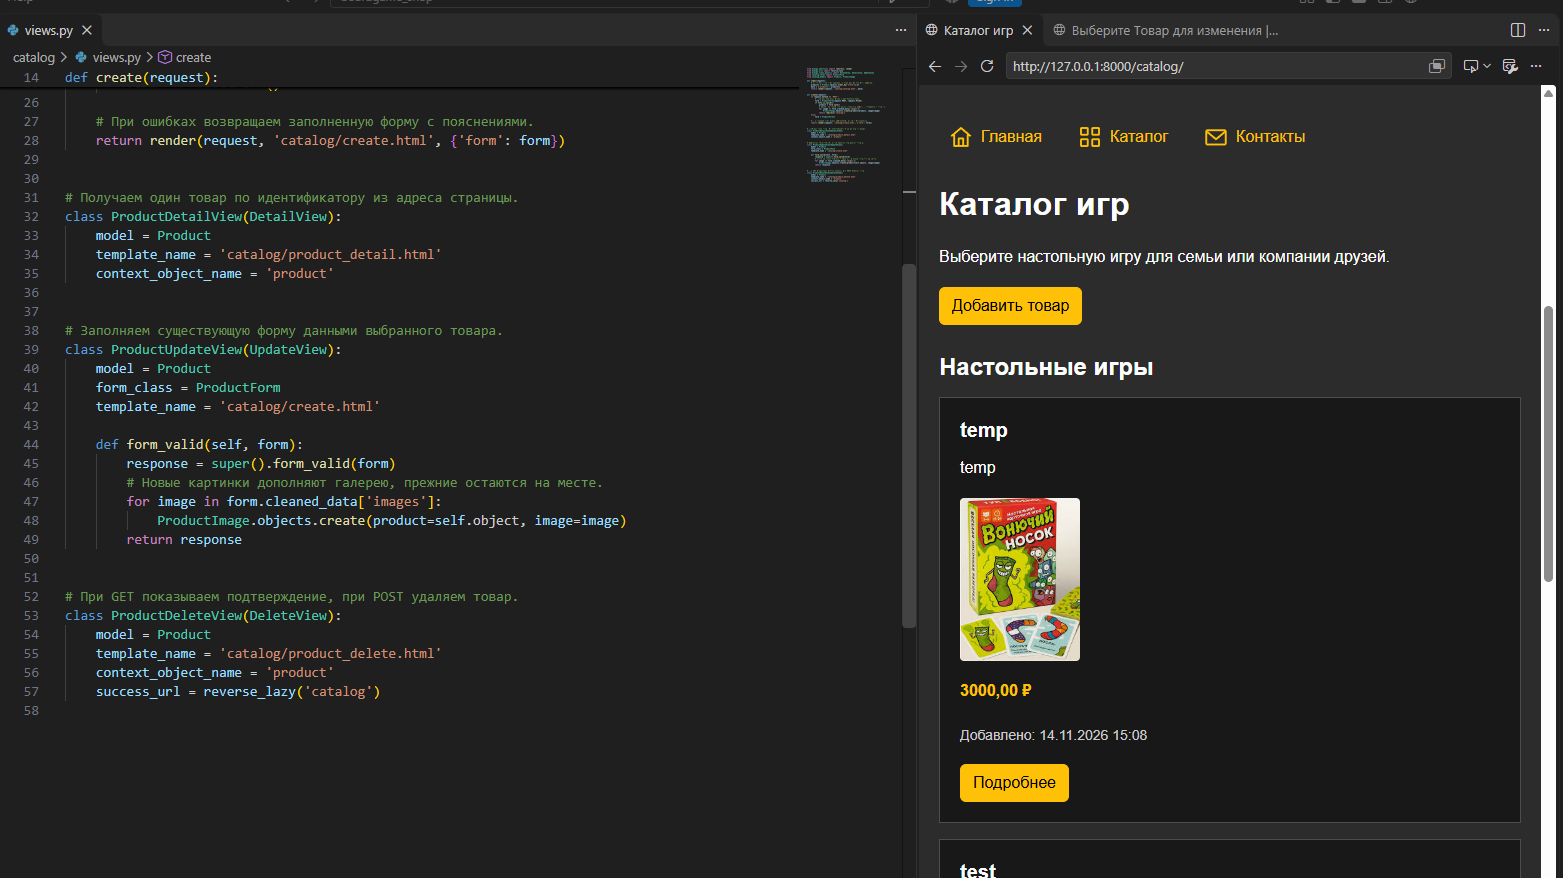 views.py
catalog > views.py > create
14 def create(request):
26
27 # При ошибках возвращаем заполненную форму с пояснениями.
28 return render(request, 'catalog/create.html', {'form': form})
29
30
31 # Получаем один товар по идентификатору из адреса страницы.
32 class ProductDetailView(DetailView):
33 model = Product
34 template_name = 'catalog/product_detail.html'
35 context_object_name = 'product'
36
37
38 # Заполняем существующую форму данными выбранного товара.
39 class ProductUpdateView(UpdateView):
40 model = Product
41 form_class = ProductForm
42 template_name = 'catalog/create.html'
43
44 def form_valid(self, form):
45 response = super().form_valid(form)
46 # Новые картинки дополняют галерею, прежние остаются на месте.
47 for image in form.cleaned_data['images']:
48 ProductImage.objects.create(product=self.object, image=image)
49 return response
50
51
52 # При GET показываем подтверждение, при POST удаляем товар.
53 class ProductDeleteView(DeleteView):
54 model = Product
55 template_name = 'catalog/product_delete.html'
56 context_object_name = 'product'
57 success_url = reverse_lazy('catalog')
58
Каталог игр
Выберите Товар для изменения |...
http://127.0.0.1:8000/catalog/
Главная
Каталог
Контакты
Каталог игр
Выберите настольную игру для семьи или компании друзей.
Добавить товар
Настольные игры
temp
temp
ВОНЮЧИЙ
НОСОК
3000,00 ₽
Добавлено: 14.11.2026 15:08
Подробнее
test